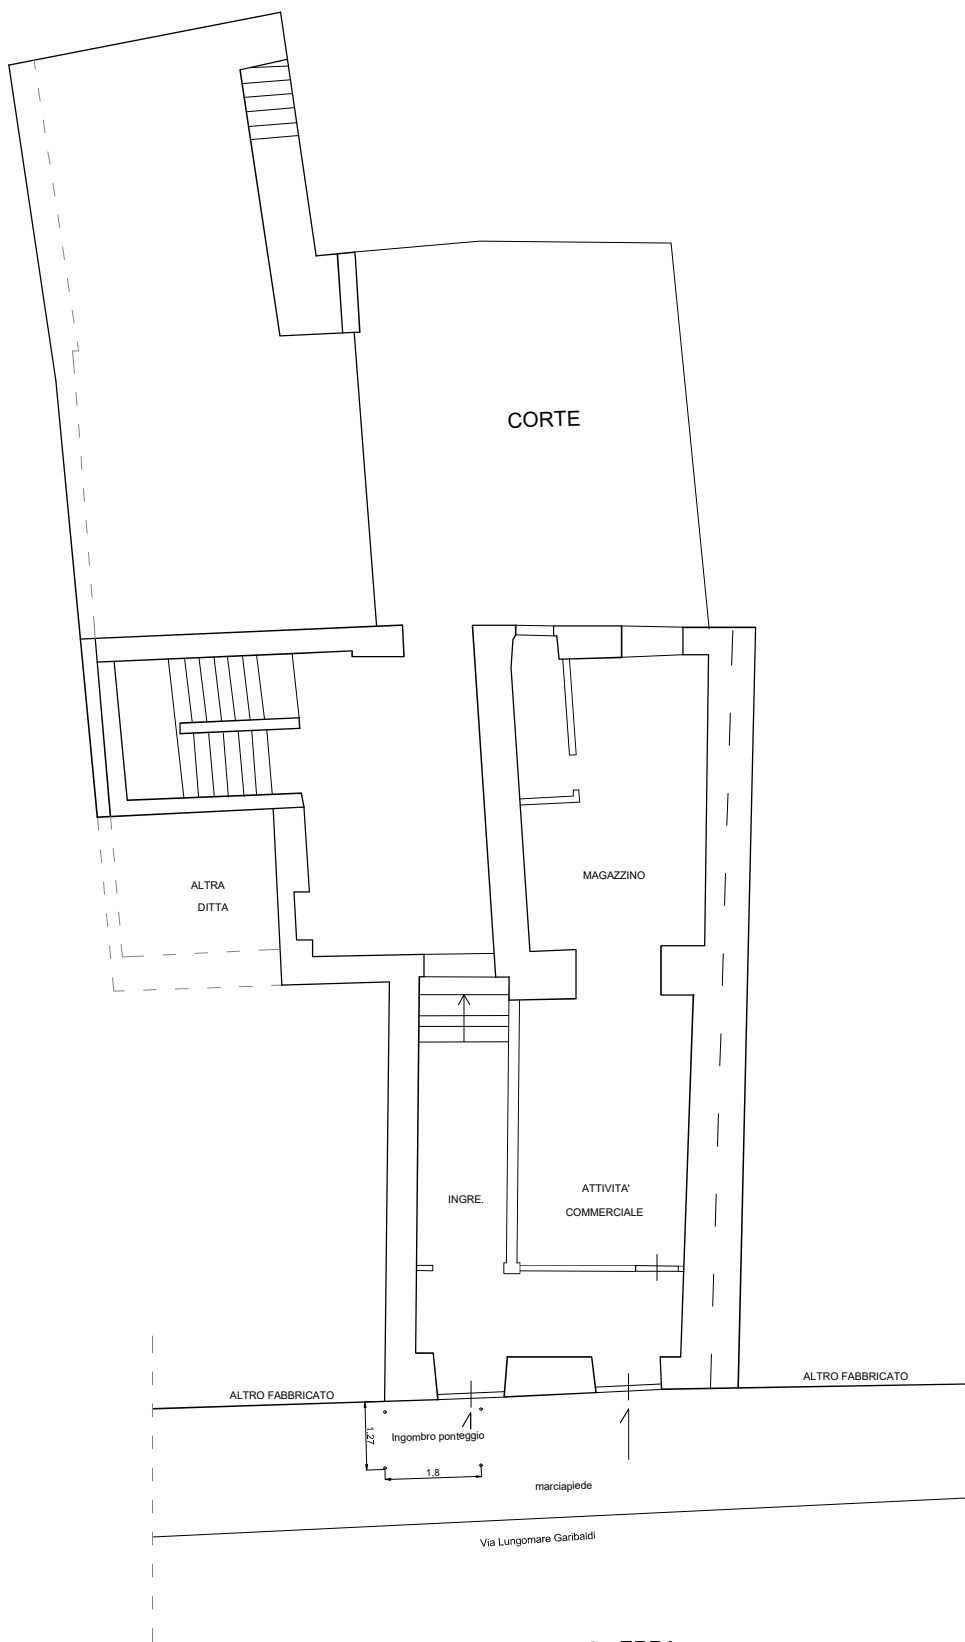 CORTE
MAGAZZINO
ALTRA
DITTA
INGRE.
ATTIVITA'
COMMERCIALE
ALTRO FABBRICATO
ALTRO FABBRICATO
1,27
Ingombro ponteggio
1,8
marciapiede
Via Lungomare Garibaldi